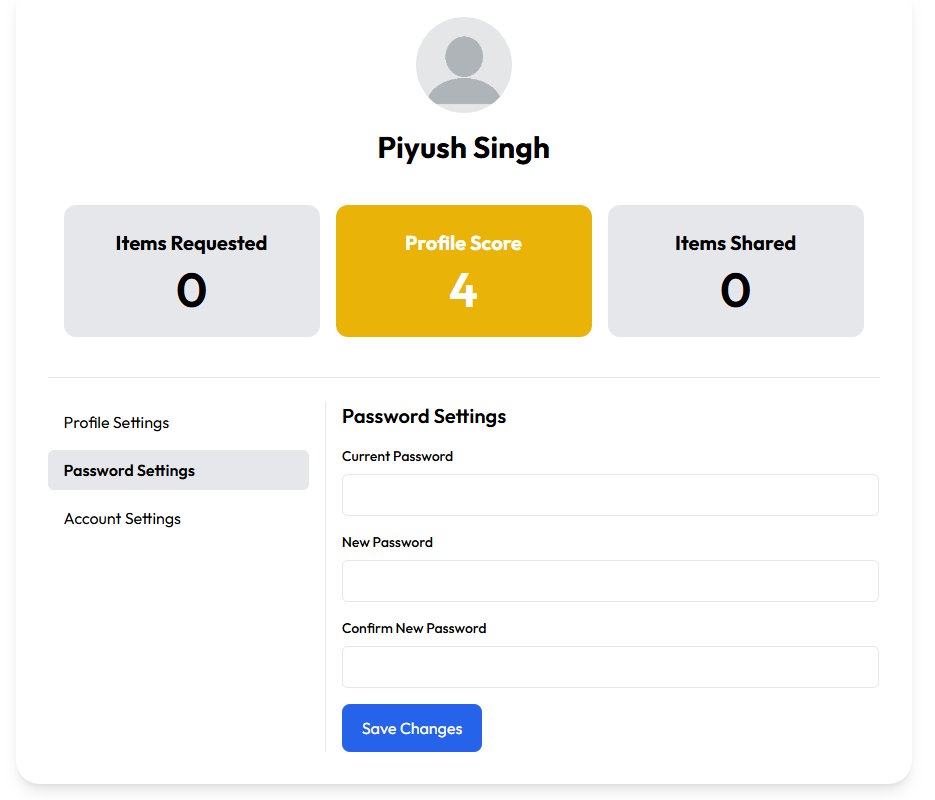 Piyush Singh
Items Requested
0
Profile Score
4
Items Shared
0
Profile Settings
Password Settings
Account Settings
Password Settings
Current Password
New Password
Confirm New Password
Save Changes